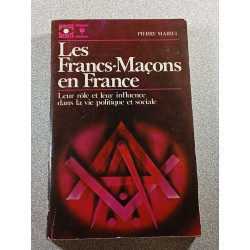 PIERRE MARIEL
Les
Francs-Maçons
en France
Leur rôle et leur influence
dans la vie politique et sociale